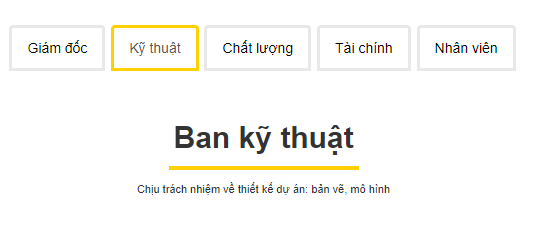 Giám đốc Kỹ thuật Chất lượng Tài chính Nhân viên
Ban kỹ thuật
Chịu trách nhiệm về thiết kế dự án: bản vẽ, mô hình